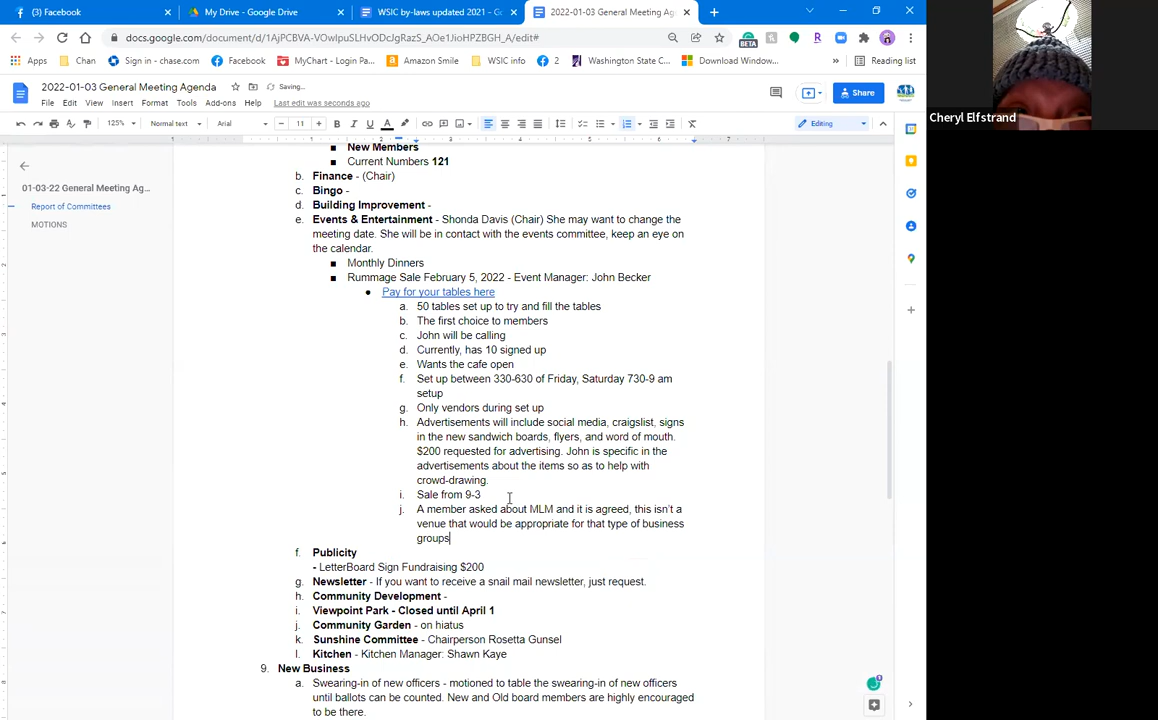 (3) Facebook
My Drive - Google Drive
WSIC by-laws updated 2021 - Go
2022-01-03 General Meeting Age
docs.google.com/document/d/1AjPCBVA-VOwIpuSLHvODcJgRazS_AOe1JioHPZBGH_A/edit#
BETA
Apps
Chan
Sign in - chase.com
Facebook
MyChart - Login Pa...
Amazon Smile
WSIC info
2
Washington State C...
Download Window...
Reading list
2022-01-03 General Meeting Agenda
Saving...
File Edit View Insert Format Tools Add-ons Help Last edit was seconds ago
Share
125% Normal text Arial 11 Editing
01-03-22 General Meeting Ag...
Report of Committees
MOTIONS
New Members
Current Numbers 121
b. Finance - (Chair)
c. Bingo -
d. Building Improvement -
e. Events & Entertainment - Shonda Davis (Chair) She may want to change the
meeting date. She will be in contact with the events committee, keep an eye on
the calendar.
Monthly Dinners
Rummage Sale February 5, 2022 - Event Manager: John Becker
Pay for your tables here
a. 50 tables set up to try and fill the tables
b. The first choice to members
c. John will be calling
d. Currently, has 10 signed up
e. Wants the cafe open
f. Set up between 330-630 of Friday, Saturday 730-9 am
setup
g. Only vendors during set up
h. Advertisements will include social media, craigslist, signs
in the new sandwich boards, flyers, and word of mouth.
$200 requested for advertising. John is specific in the
advertisements about the items so as to help with
crowd-drawing.
i. Sale from 9-3
j. A member asked about MLM and it is agreed, this isn't a
venue that would be appropriate for that type of business
groups
f. Publicity
- LetterBoard Sign Fundraising $200
g. Newsletter - If you want to receive a snail mail newsletter, just request.
h. Community Development -
i. Viewpoint Park - Closed until April 1
j. Community Garden - on hiatus
k. Sunshine Committee - Chairperson Rosetta Gunsel
l. Kitchen - Kitchen Manager: Shawn Kaye
9. New Business
a. Swearing-in of new officers - motioned to table the swearing-in of new officers
until ballots can be counted. New and Old board members are highly encouraged
to be there.
Cheryl Elfstrand